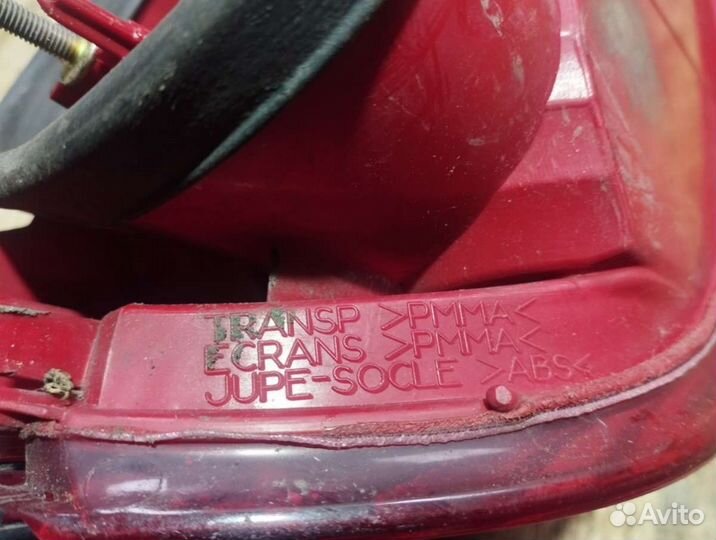 TRANSP >PMMA<
ECRANS >PMMA<
JUPE-SOCLE >ABS<
Avito